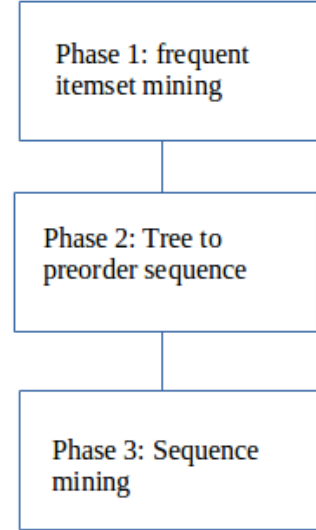 Phase 1: frequent
itemset mining
Phase 2: Tree to
preorder sequence
Phase 3: Sequence
mining